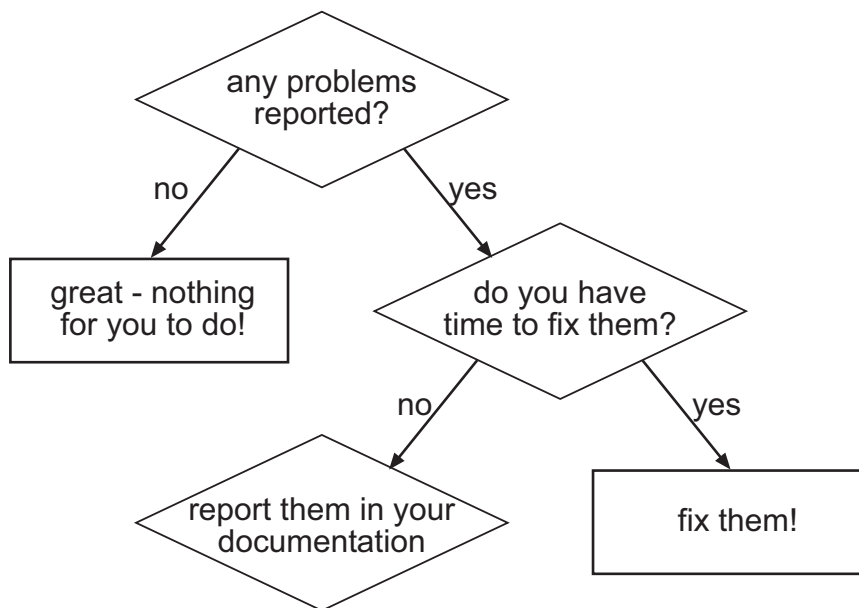 any problems
reported?
no
yes
great - nothing
for you to do!
do you have
time to fix them?
no
yes
report them in your
documentation
fix them!